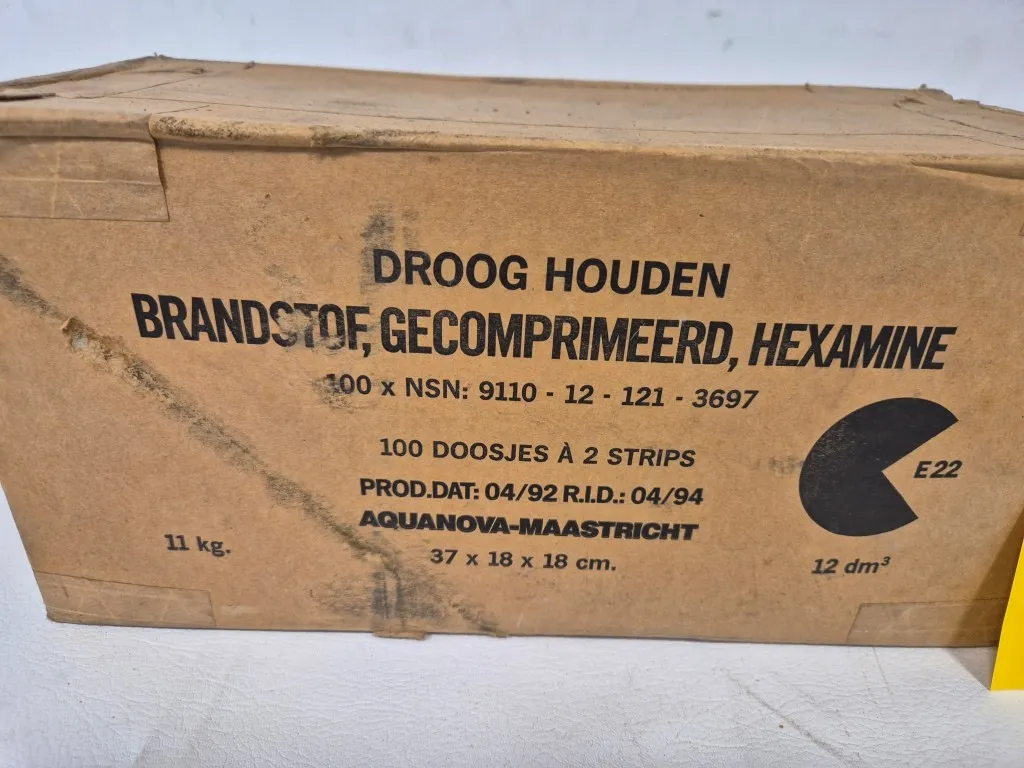 DROOG HOUDEN
BRANDSTOF, GECOMPRIMEERD, HEXAMINE
100 x NSN: 9110 - 12 - 121 - 3697
100 DOOSJES À 2 STRIPS
PROD.DAT: 04/92 R.I.D.: 04/94
AQUANOVA-MAASTRICHT
37 x 18 x 18 cm.
11 kg.
E22
12 dm³